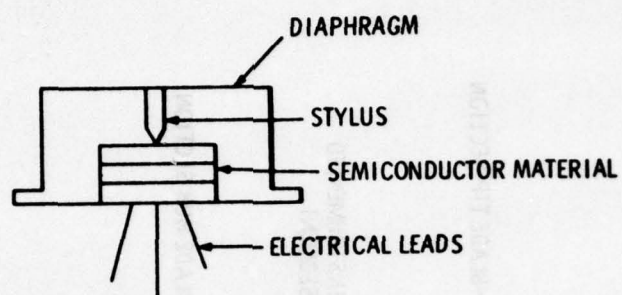 DIAPHRAGM
STYLUS
SEMICONDUCTOR MATERIAL
ELECTRICAL LEADS